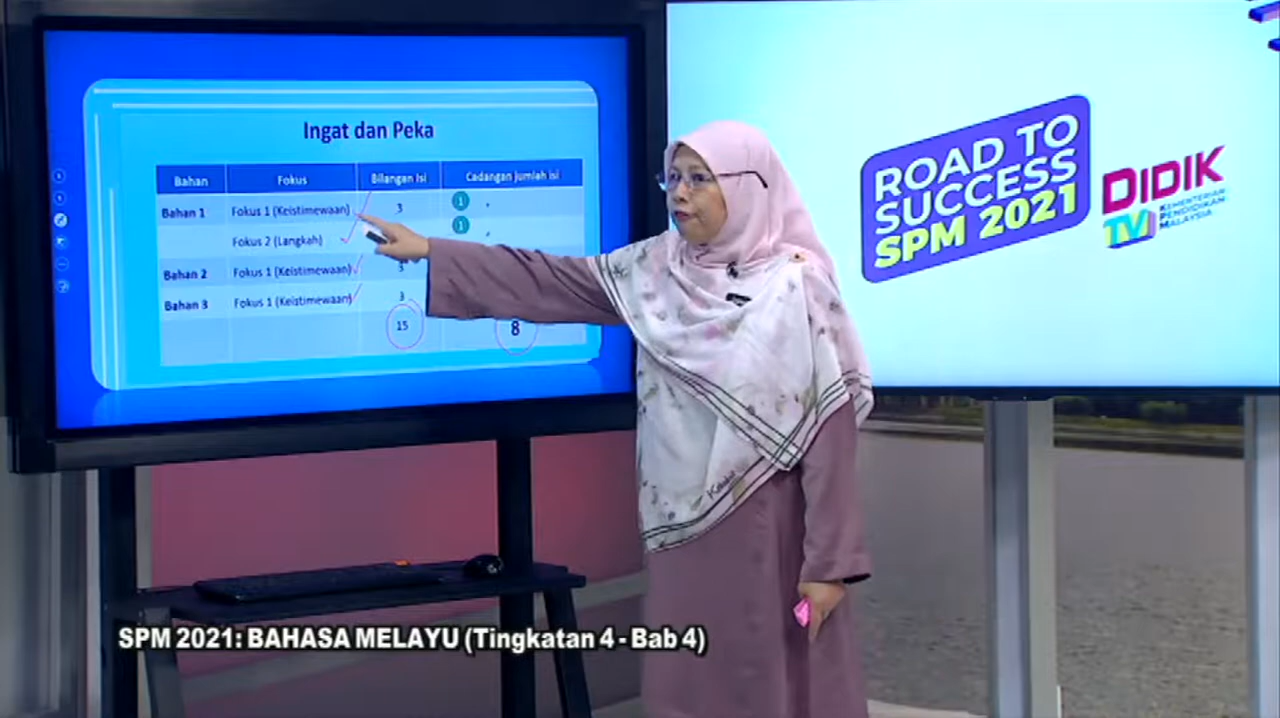 Ingat dan Peka
Bahan Fokus Bilangan Isi Cadangan jumlah isi
Bahan 1 Fokus 1 (Keistimewaan) 3 1
Fokus 2 (Langkah) 1
Bahan 2 Fokus 1 (Keistimewaan) 3
Bahan 3 Fokus 1 (Keistimewaan) 3
15 8
ROAD TO
SUCCESS
SPM 2021
DIDIK
TV
KEMENTERIAN
PENDIDIKAN
MALAYSIA
SPM 2021: BAHASA MELAYU (Tingkatan 4 - Bab 4)